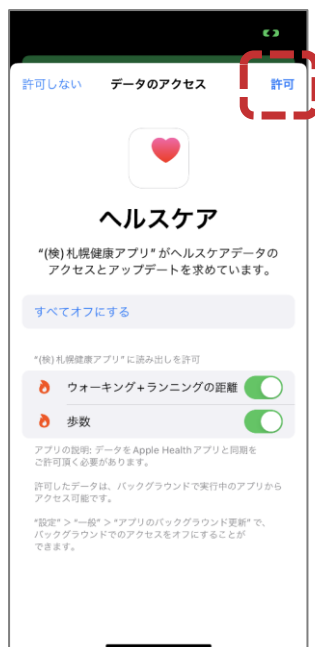 許可しない データのアクセス 許可
ヘルスケア
“(検)札幌健康アプリ” がヘルスケアデータの
アクセスとアップデートを求めています。
すべてオフにする
“(検)札幌健康アプリ” に読み出しを許可
ウォーキング+ランニングの距離
歩数
アプリの説明: データをApple Healthアプリと同期を
ご許可頂く必要があります。
許可したデータは、バックグラウンドで実行中のアプリから
アクセス可能です。
“設定” > “一般” > “アプリのバックグラウンド更新” で、
バックグラウンドでのアクセスをオフにすることが
できます。